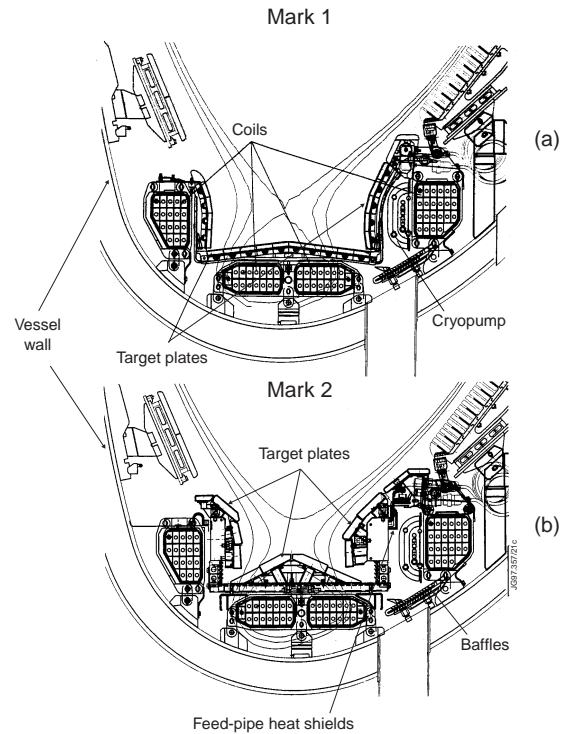 Mark 1
(a)
Coils
Cryopump
Vessel
wall
Target plates
Mark 2
Target plates
(b)
JG97.357/21c
Baffles
Feed-pipe heat shields